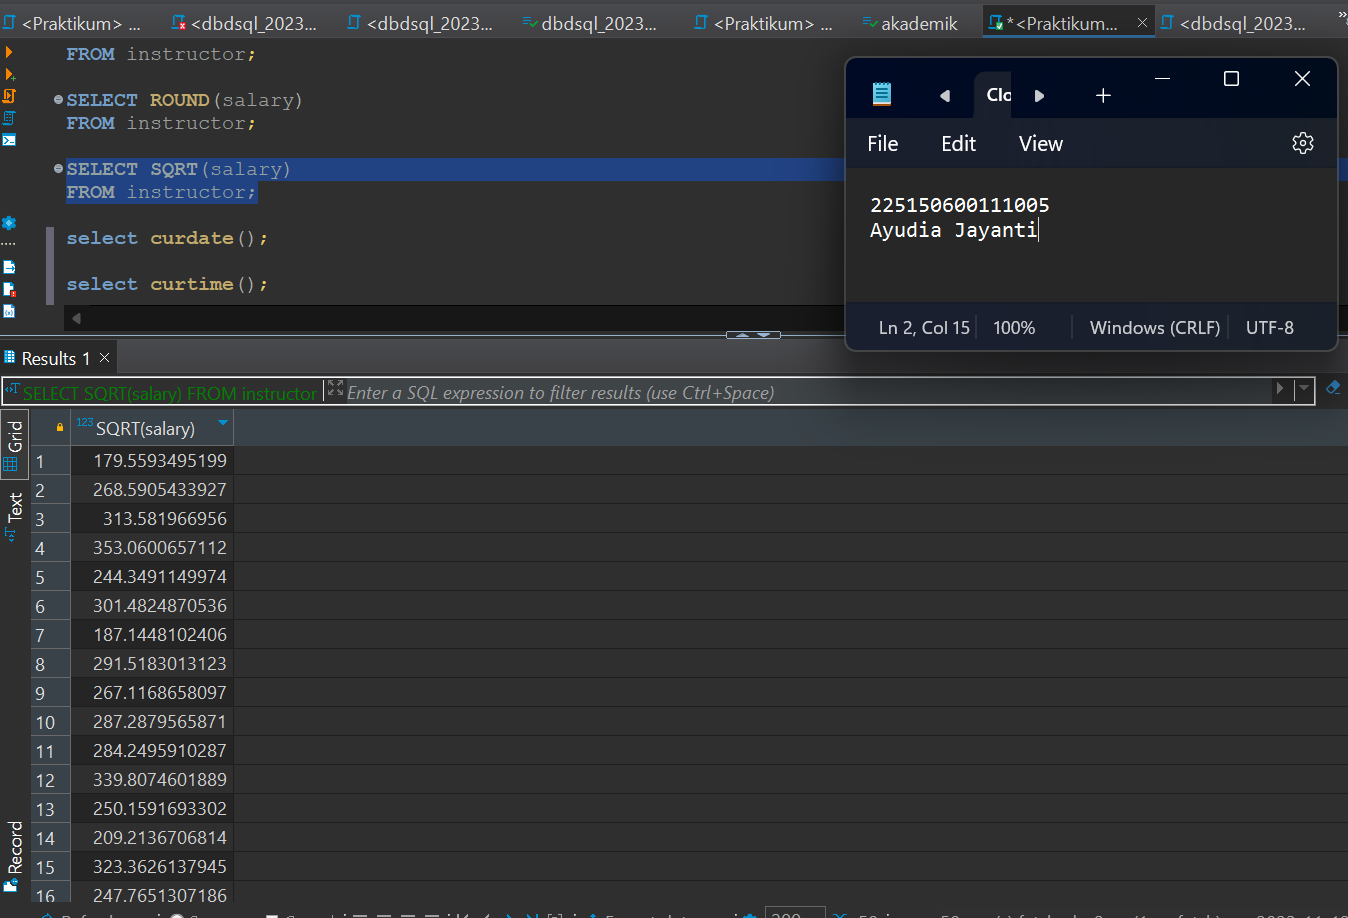 <Praktikum> ...
<dbdsql_2023...
<dbdsql_2023...
dbdsql_2023...
<Praktikum> ...
akademik
*<Praktikum...
<dbdsql_2023...
FROM instructor;
SELECT ROUND(salary)
FROM instructor;
SELECT SQRT(salary)
FROM instructor;
select curdate();
select curtime();
Clo
File Edit View
225150600111005
Ayudia Jayanti
Ln 2, Col 15 100% Windows (CRLF) UTF-8
Results 1
SELECT SQRT(salary) FROM instructor
Enter a SQL expression to filter results (use Ctrl+Space)
Grid
Text
Record
123 SQRT(salary)
1 179.5593495199
2 268.5905433927
3 313.581966956
4 353.0600657112
5 244.3491149974
6 301.4824870536
7 187.1448102406
8 291.5183013123
9 267.1168658097
10 287.2879565871
11 284.2495910287
12 339.8074601889
13 250.1591693302
14 209.2136706814
15 323.3626137945
16 247.7651307186